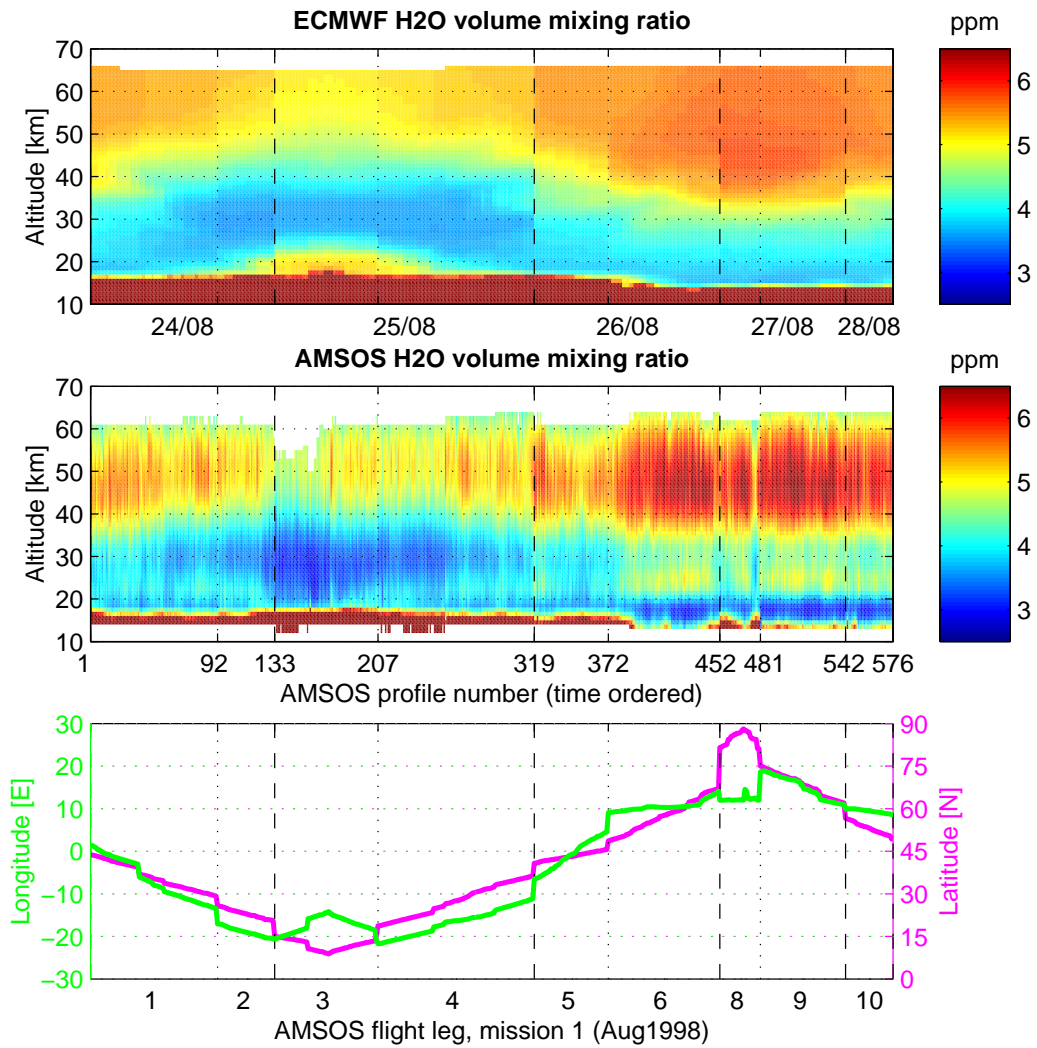 ECMWF H2O volume mixing ratio
ppm
70
60
50
40
30
20
10
Altitude [km]
6
5
4
3
24/08 25/08 26/08 27/08 28/08
AMSOS H2O volume mixing ratio
ppm
70
60
50
40
30
20
10
Altitude [km]
6
5
4
3
1 92 133 207 319 372 452 481 542 576
AMSOS profile number (time ordered)
30
20
10
0
−10
−20
−30
Longitude [E]
90
75
60
45
30
15
0
Latitude [N]
1 2 3 4 5 6 8 9 10
AMSOS flight leg, mission 1 (Aug1998)